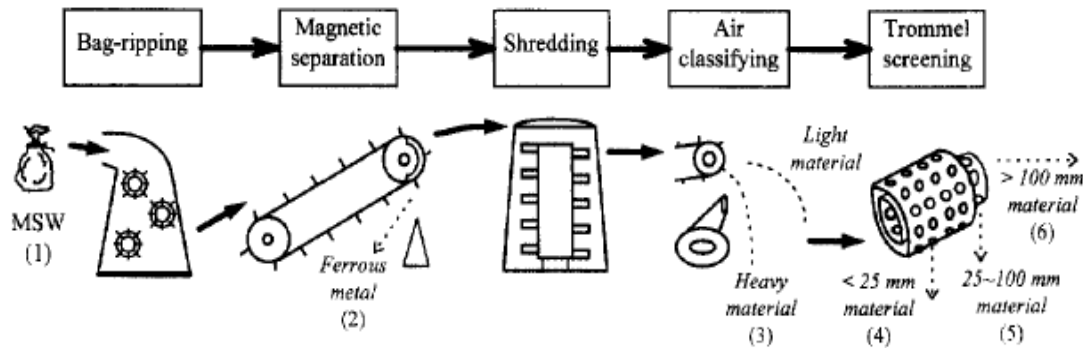 Bag-ripping
Magnetic
separation
Shredding
Air
classifying
Trommel
screening
MSW
(1)
Ferrous
metal
(2)
Heavy
material
(3)
Light
material
< 25 mm
material
(4)
25~100 mm
material
(5)
> 100 mm
material
(6)